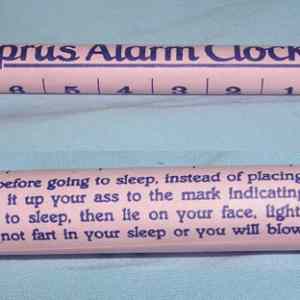 prus Alarm Clock
6 5 4 3 2 1
before going to sleep, instead of placing
it up your ass to the mark indicating
to sleep, then lie on your face, light
not fart in your sleep or you will blow